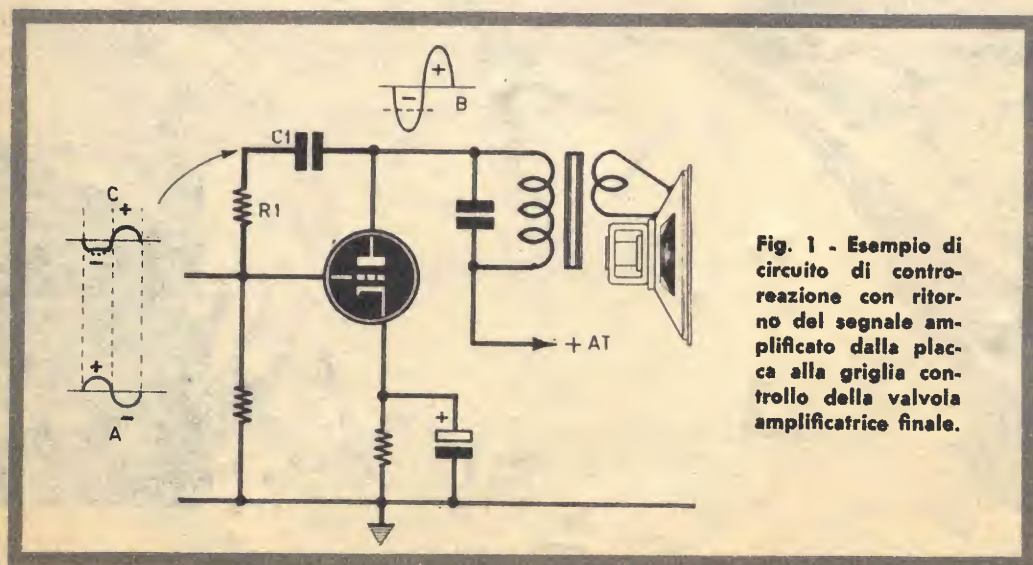 +
-
B
C1
C
+
-
R1
+
-
A
+ AT
+
Fig. 1 - Esempio di
circuito di contro-
reazione con ritor-
no del segnale am-
plificato dalla plac-
ca alla griglia con-
trollo della valvola
amplificatrice finale.